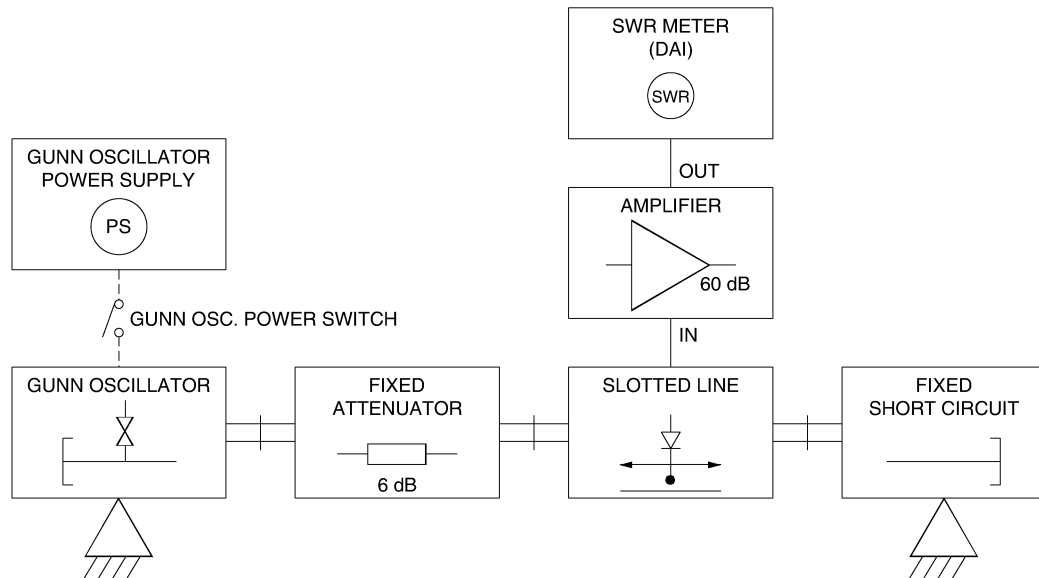 SWR METER
(DAI)
SWR
GUNN OSCILLATOR
POWER SUPPLY
PS
OUT
AMPLIFIER
60 dB
GUNN OSC. POWER SWITCH
IN
GUNN OSCILLATOR
FIXED
ATTENUATOR
6 dB
SLOTTED LINE
FIXED
SHORT CIRCUIT